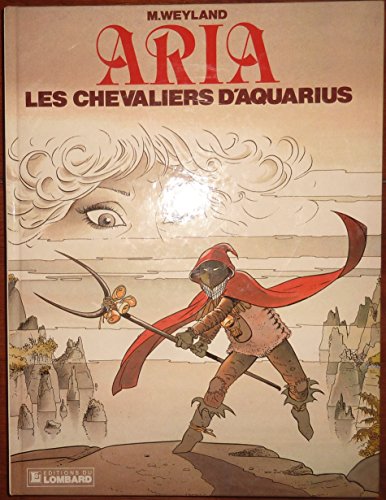 M.WEYLAND
ARIA
LES CHEVALIERS D'AQUARIUS
EDITIONS DU
LOMBARD